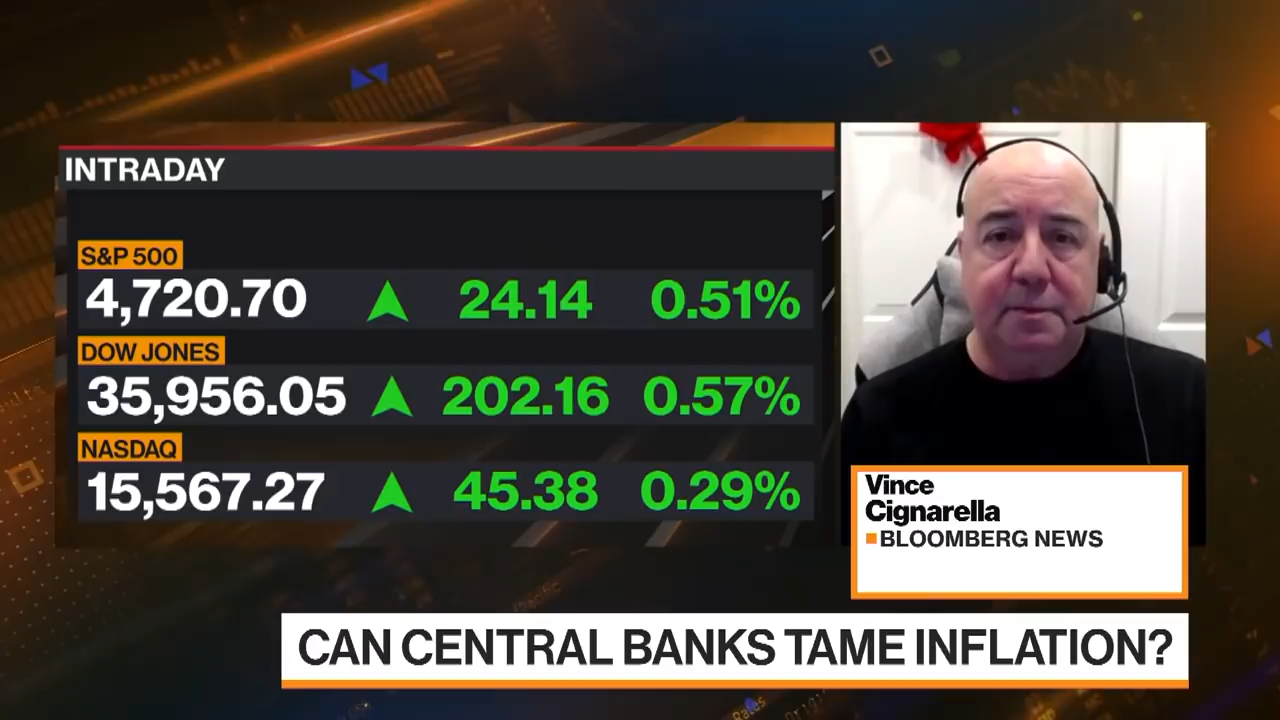 INTRADAY
S&P 500
4,720.70 ▲ 24.14 0.51%
DOW JONES
35,956.05 ▲ 202.16 0.57%
NASDAQ
15,567.27 ▲ 45.38 0.29%
Vince
Cignarella
BLOOMBERG NEWS
CAN CENTRAL BANKS TAME INFLATION?
Rates